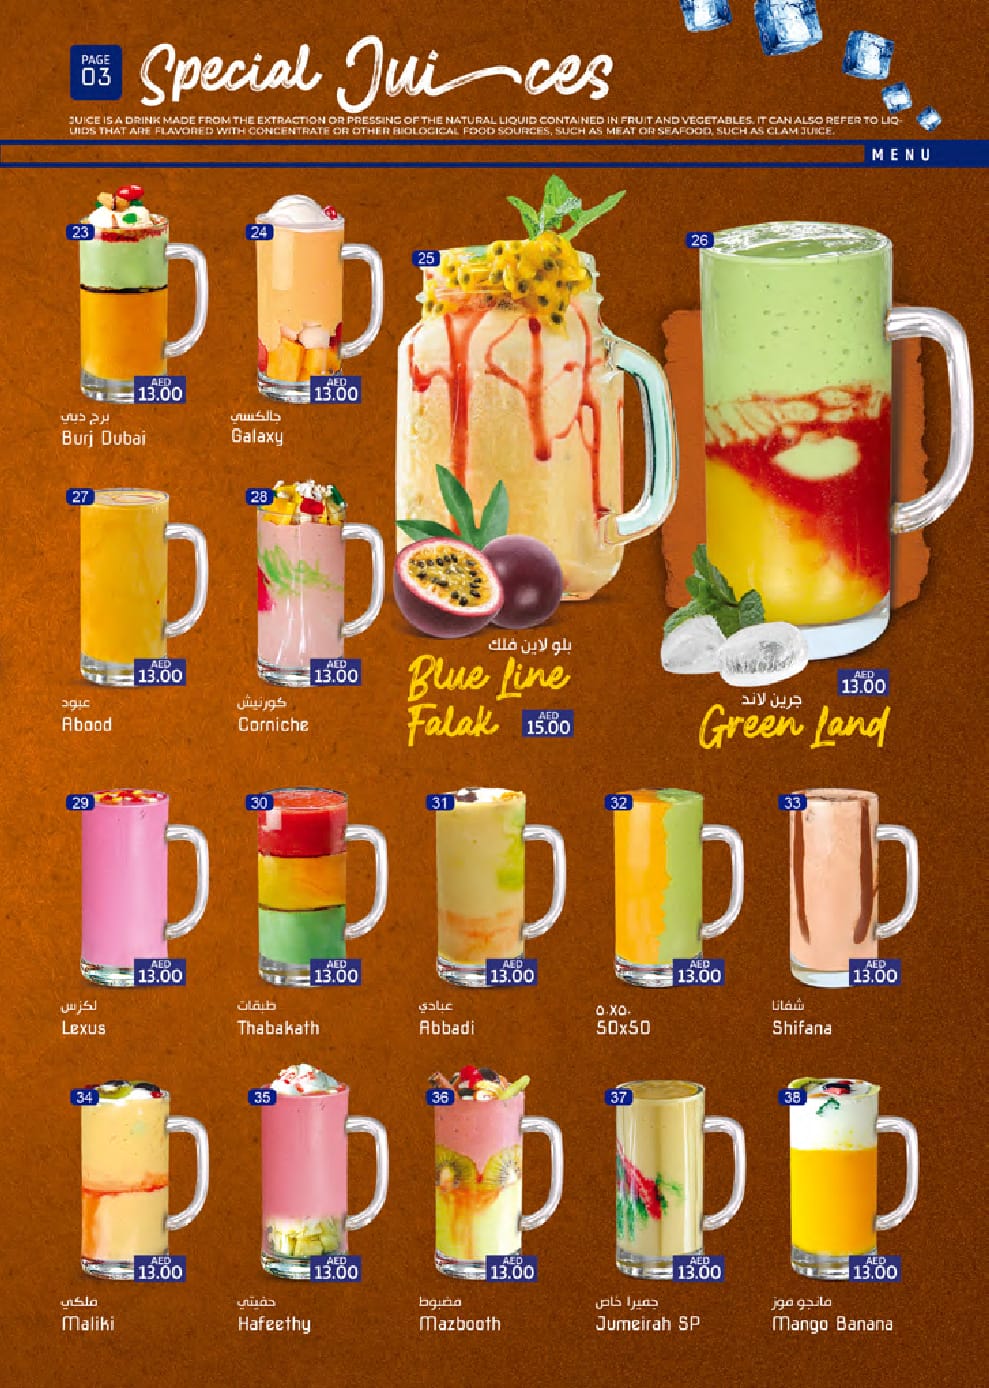 PAGE
03
Special Juices
JUICE IS A DRINK MADE FROM THE EXTRACTION OR PRESSING OF THE NATURAL LIQUID CONTAINED IN FRUIT AND VEGETABLES. IT CAN ALSO REFER TO LIQ-
UIDS THAT ARE FLAVORED WITH CONCENTRATE OR OTHER BIOLOGICAL FOOD SOURCES, SUCH AS MEAT OR SEAFOOD, SUCH AS CLAM JUICE.
MENU
23
AED
13.00
برج دبي
Burj Dubai
24
AED
13.00
جالكسي
Galaxy
25
بلو لاين فلك
Blue Line
Falak
AED
15.00
26
AED
13.00
جرين لاند
Green Land
27
AED
13.00
عبود
Abood
28
AED
13.00
كورنيش
Corniche
29
AED
13.00
لكزس
Lexus
30
AED
13.00
طبقات
Thabakath
31
AED
13.00
عبادي
Abbadi
32
AED
13.00
٥٠x٥٠
50x50
33
AED
13.00
شفانا
Shifana
34
AED
13.00
ملكي
Maliki
35
AED
13.00
حفيتي
Hafeethy
36
AED
13.00
مضبوط
Mazbooth
37
AED
13.00
جميرا خاص
Jumeirah SP
38
AED
13.00
مانجو موز
Mango Banana